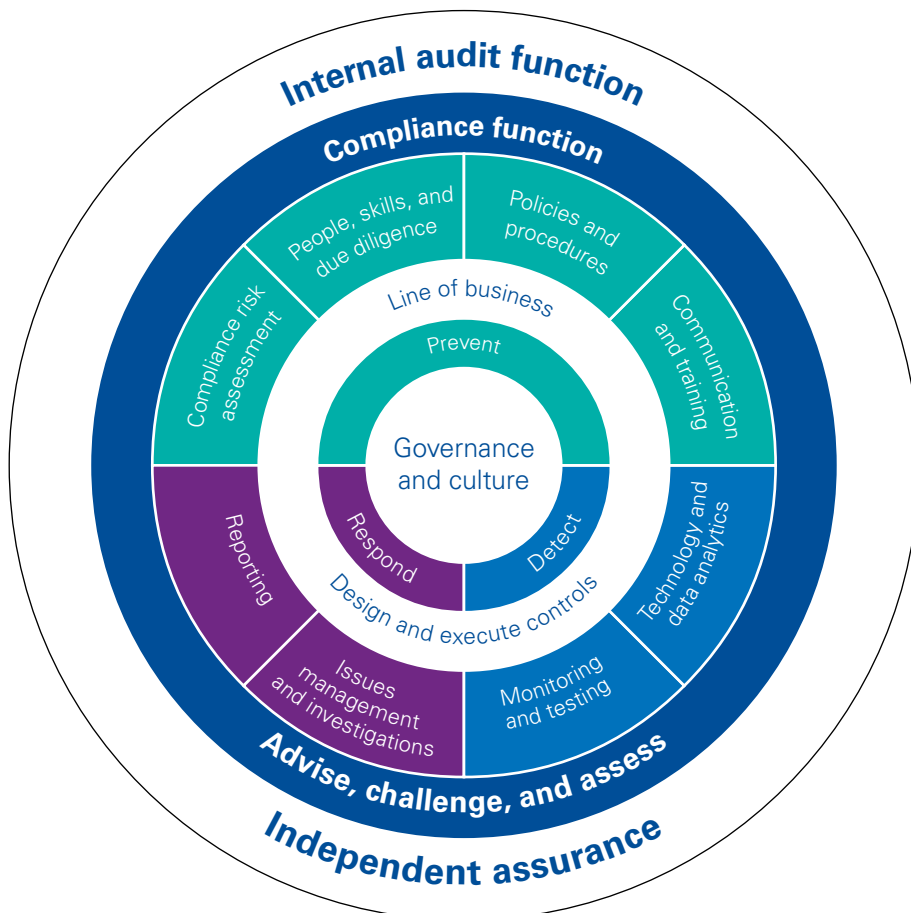 Internal audit function
Compliance function
People, skills, and
due diligence
Policies and
procedures
Compliance risk
assessment
Communication
and training
Line of business
Prevent
Governance
and culture
Respond
Detect
Design and execute controls
Reporting
Technology and
data analytics
Issues
management
and investigations
Monitoring
and testing
Advise, challenge, and assess
Independent assurance